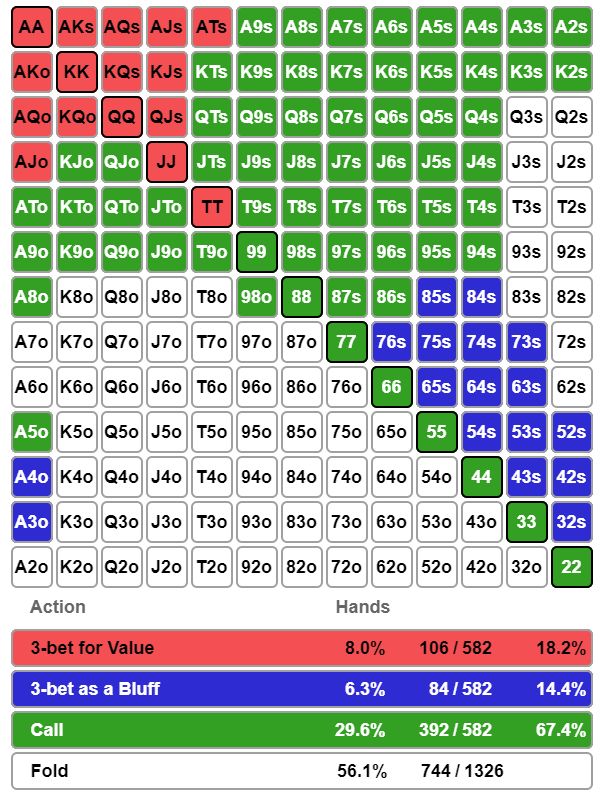 AA AKs AQs AJs ATs A9s A8s A7s A6s A5s A4s A3s A2s
AKo KK KQs KJs KTs K9s K8s K7s K6s K5s K4s K3s K2s
AQo KQo QQ QJs QTs Q9s Q8s Q7s Q6s Q5s Q4s Q3s Q2s
AJo KJo QJo JJ JTs J9s J8s J7s J6s J5s J4s J3s J2s
ATo KTo QTo JTo TT T9s T8s T7s T6s T5s T4s T3s T2s
A9o K9o Q9o J9o T9o 99 98s 97s 96s 95s 94s 93s 92s
A8o K8o Q8o J8o T8o 98o 88 87s 86s 85s 84s 83s 82s
A7o K7o Q7o J7o T7o 97o 87o 77 76s 75s 74s 73s 72s
A6o K6o Q6o J6o T6o 96o 86o 76o 66 65s 64s 63s 62s
A5o K5o Q5o J5o T5o 95o 85o 75o 65o 55 54s 53s 52s
A4o K4o Q4o J4o T4o 94o 84o 74o 64o 54o 44 43s 42s
A3o K3o Q3o J3o T3o 93o 83o 73o 63o 53o 43o 33 32s
A2o K2o Q2o J2o T2o 92o 82o 72o 62o 52o 42o 32o 22
Action Hands
3-bet for Value 8.0% 106 / 582 18.2%
3-bet as a Bluff 6.3% 84 / 582 14.4%
Call 29.6% 392 / 582 67.4%
Fold 56.1% 744 / 1326